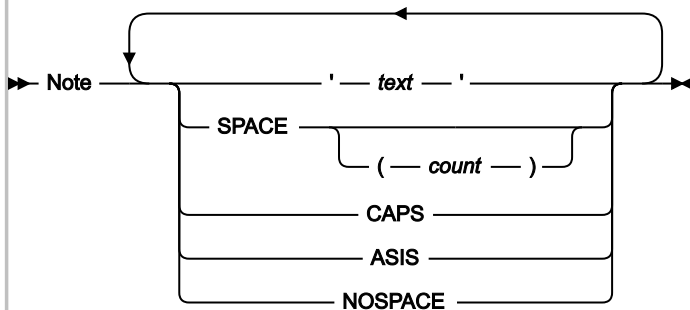 Note ' text '
SPACE
( count )
CAPS
ASIS
NOSPACE